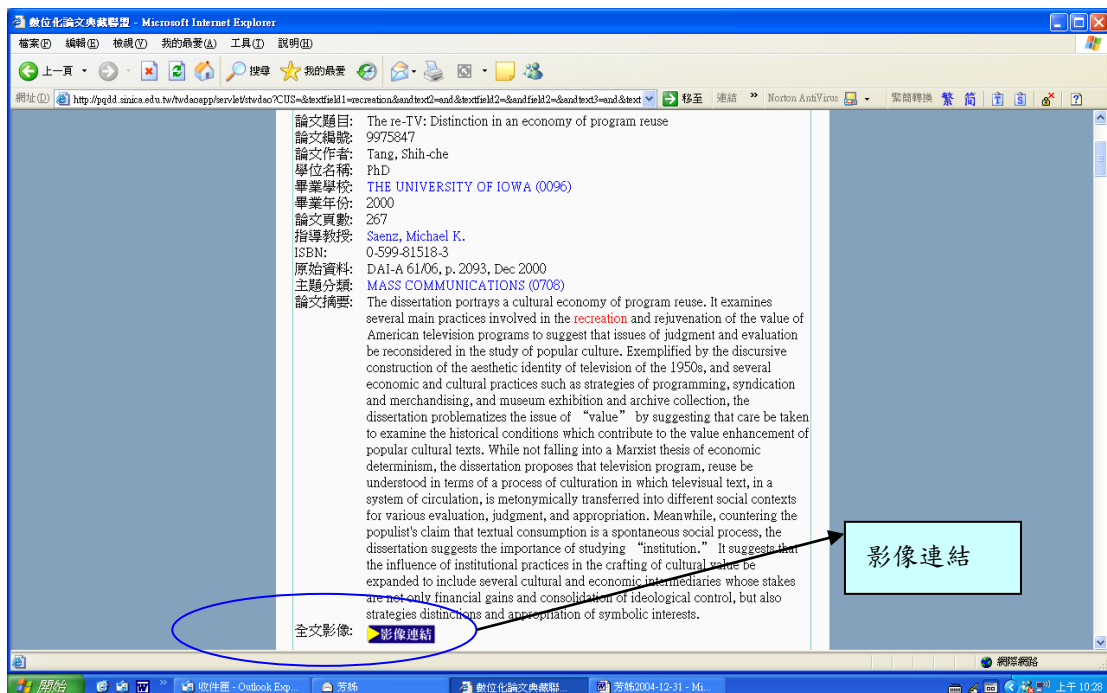 數位化論文典藏聯盟 - Microsoft Internet Explorer
檔案(F) 編輯(E) 檢視(V) 我的最愛(A) 工具(T) 說明(H)
上一頁 搜尋 我的最愛
網址(D) http://pqdd.sinica.edu.tw/twdaoapp/servlet/stwdao?CUS=&textfield1=recreation&andtext2=and&textfield2=&andfield2=&andtext3=and&text 移至 連結 » Norton AntiVirus 繁簡轉換 繁 简
論文題目: The re-TV: Distinction in an economy of program reuse
論文編號: 9975847
論文作者: Tang, Shih-che
學位名稱: PhD
畢業學校: THE UNIVERSITY OF IOWA (0096)
畢業年份: 2000
論文頁數: 267
指導教授: Saenz, Michael K.
ISBN: 0-599-81518-3
原始資料: DAI-A 61/06, p. 2093, Dec 2000
主題分類: MASS COMMUNICATIONS (0708)
論文摘要: The dissertation portrays a cultural economy of program reuse. It examines
several main practices involved in the recreation and rejuvenation of the value of
American television programs to suggest that issues of judgment and evaluation
be reconsidered in the study of popular culture. Exemplified by the discursive
construction of the aesthetic identity of television of the 1950s, and several
economic and cultural practices such as strategies of programming, syndication
and merchandising, and museum exhibition and archive collection, the
dissertation problematizes the issue of “value” by suggesting that care be taken
to examine the historical conditions which contribute to the value enhancement of
popular cultural texts. While not falling into a Marxist thesis of economic
determinism, the dissertation proposes that television program, reuse be
understood in terms of a process of culturation in which televisual text, in a
system of circulation, is metonymically transferred into different social contexts
for various evaluation, judgment, and appropriation. Meanwhile, countering the
populist's claim that textual consumption is a spontaneous social process, the
dissertation suggests the importance of studying “institution.” It suggests that
the influence of institutional practices in the crafting of cultural value be
expanded to include several cultural and economic intermediaries whose stakes
are not only financial gains and consolidation of ideological control, but also
strategies distinctions and appropriation of symbolic interests.
全文影像: 影像連結
影像連結
網際網路
開始 收件匣 - Outlook Exp... 芳姊 數位化論文典藏聯... 芳姊2004-12-31 - Mi... 上午 10:28